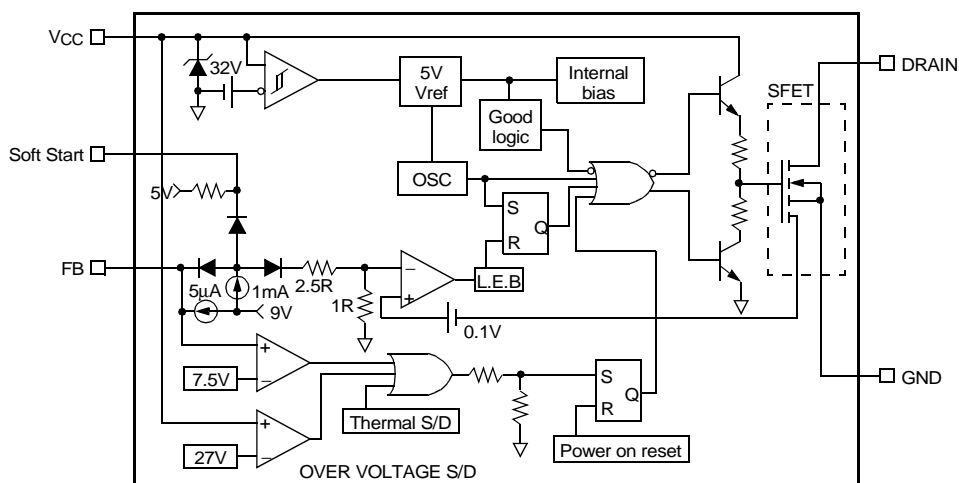 VCC
32V
5V
Vref
Internal
bias
Good
logic
DRAIN
SFET
Soft Start
5V
OSC
S
R
Q
FB
5μA
1mA
9V
2.5R
1R
−
+
L.E.B
0.1V
+
−
7.5V
Thermal S/D
S
R
Q
Power on reset
GND
+
−
27V
OVER VOLTAGE S/D